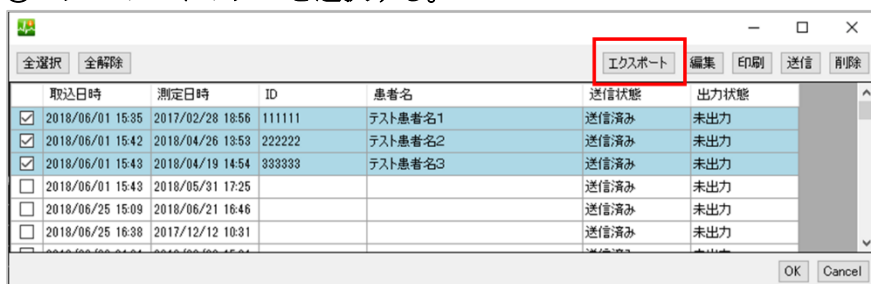 を選択する。
全選択 全解除 エクスポート 編集 印刷 送信 削除
取込日時 測定日時 ID 患者名 送信状態 出力状態
2018/06/01 15:35 2017/02/28 18:56 111111 テスト患者名1 送信済み 未出力
2018/06/01 15:42 2018/04/26 13:53 222222 テスト患者名2 送信済み 未出力
2018/06/01 15:43 2018/04/19 14:54 333333 テスト患者名3 送信済み 未出力
2018/06/01 15:43 2018/05/31 17:25 送信済み 未出力
2018/06/25 15:09 2018/06/21 16:46 送信済み 未出力
2018/06/25 16:38 2017/12/12 10:31 送信済み 未出力
OK Cancel